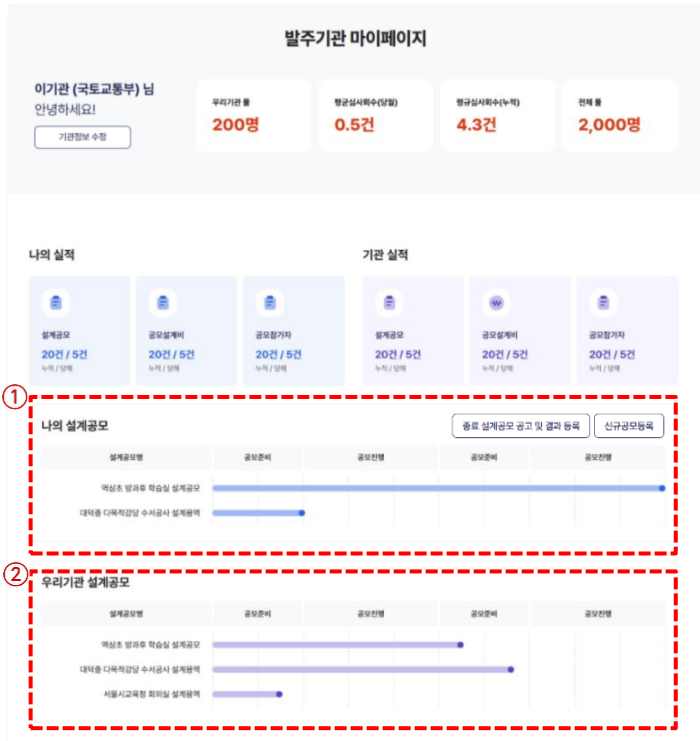 발주기관 마이페이지
이기관 (국토교통부) 님
안녕하세요!
기관정보 수정
우리기관 풀
200명
평균심사회수(당월)
0.5건
평균심사회수(누적)
4.3건
전체 풀
2,000명
나의 실적
설계공모
20건 / 5건
누적 / 당해
공모설계비
20건 / 5건
누적 / 당해
공모참가자
20건 / 5건
누적 / 당해
기관 실적
설계공모
20건 / 5건
누적 / 당해
공모설계비
20건 / 5건
누적 / 당해
공모참가자
20건 / 5건
누적 / 당해
①
나의 설계공모
종료 설계공모 공고 및 결과 등록
신규공모등록
설계공모명 공모준비 공모진행 공모준비 공모진행
역삼초 방과후 학습실 설계공모
대덕중 다목적강당 수서공사 설계용역
②
우리기관 설계공모
설계공모명 공모준비 공모진행 공모준비 공모진행
역삼초 방과후 학습실 설계공모
대덕중 다목적강당 수서공사 설계용역
서울시교육청 회의실 설계용역